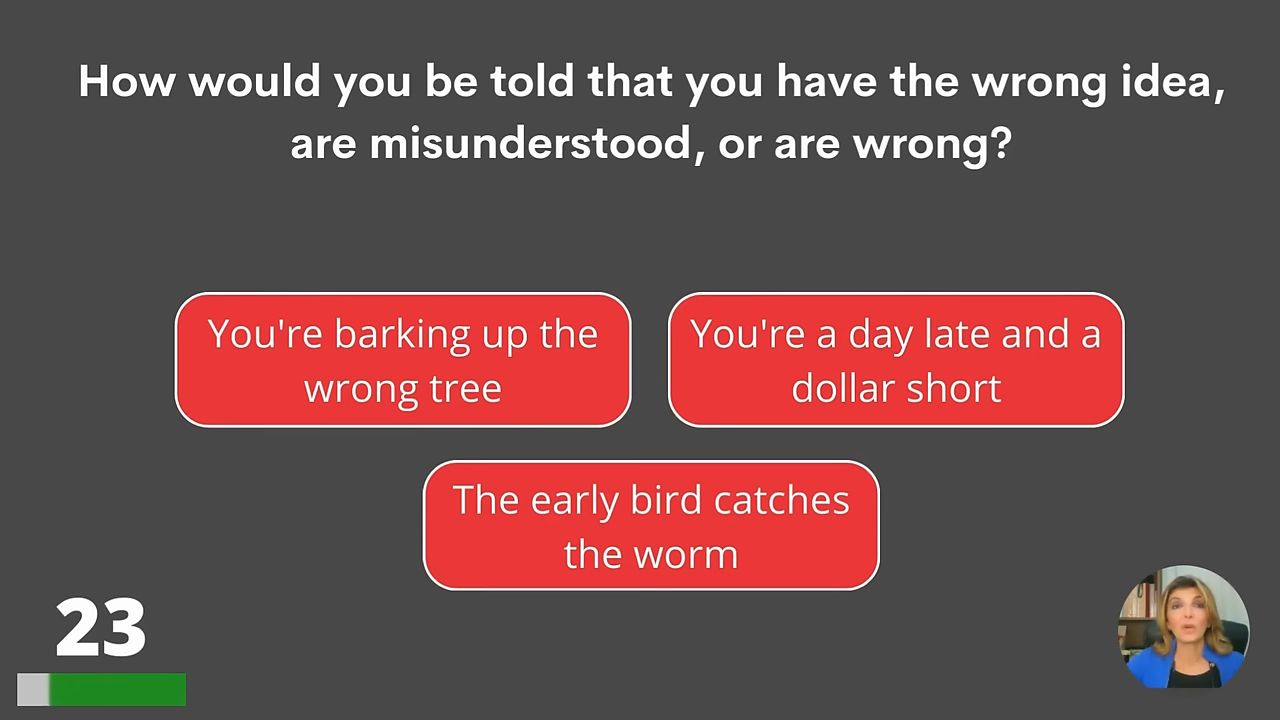 How would you be told that you have the wrong idea,
are misunderstood, or are wrong?
You're barking up the
wrong tree
You're a day late and a
dollar short
The early bird catches
the worm
23